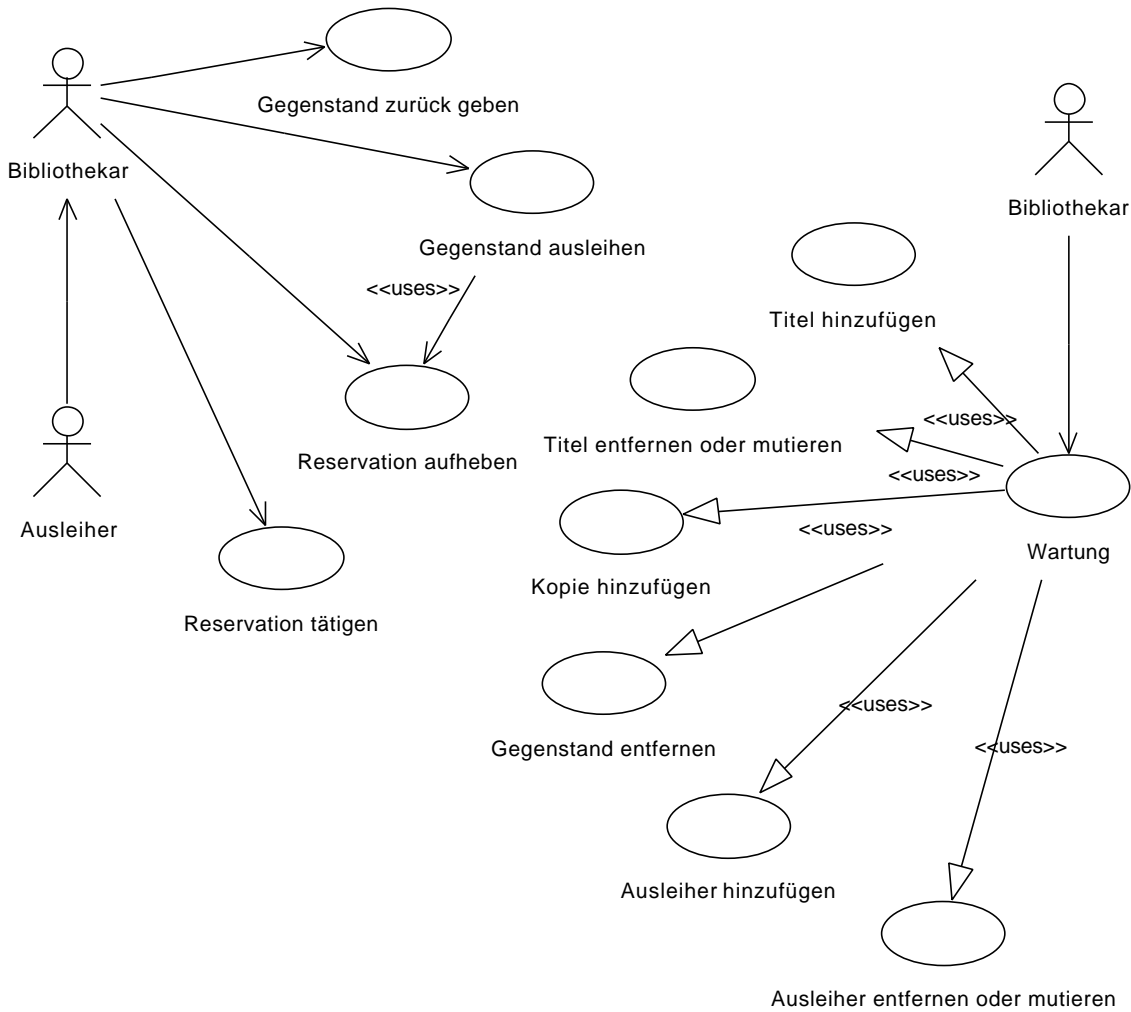 Gegenstand zurück geben
Bibliothekar
Bibliothekar
Gegenstand ausleihen
<<uses>>
Titel hinzufügen
<<uses>>
Titel entfernen oder mutieren
Reservation aufheben
<<uses>>
<<uses>>
Ausleiher
Wartung
Kopie hinzufügen
Reservation tätigen
<<uses>>
Gegenstand entfernen
<<uses>>
Ausleiher hinzufügen
Ausleiher entfernen oder mutieren